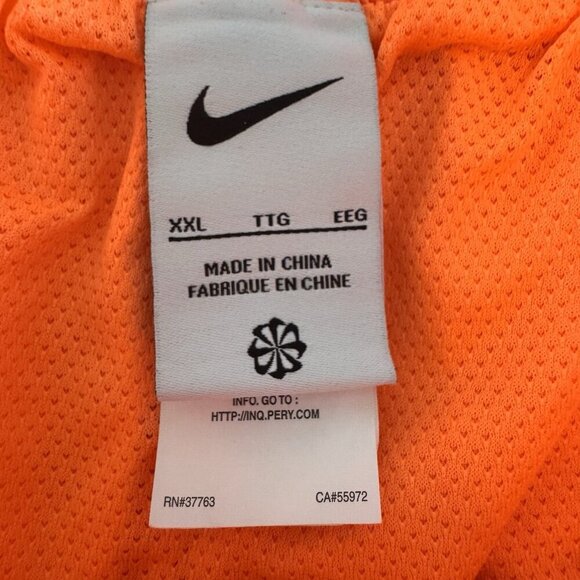 XXL TTG EEG
MADE IN CHINA
FABRIQUE EN CHINE
INFO. GO TO :
HTTP://INQ.PERY.COM
RN#37763 CA#55972